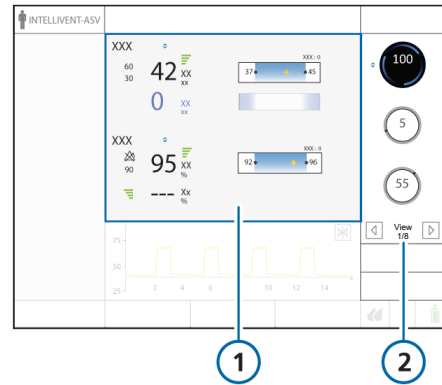 INTELLIVENT-ASV
XXX
60
30
42
XX
xx
XXX : 0
37
45
0
XX
xx
XXX
90
95
XX
%
XXX : 0
92
96
---
Xx
%
100
5
55
View
1/8
75
50
25
2
4
6
10
12
14
s
1
2